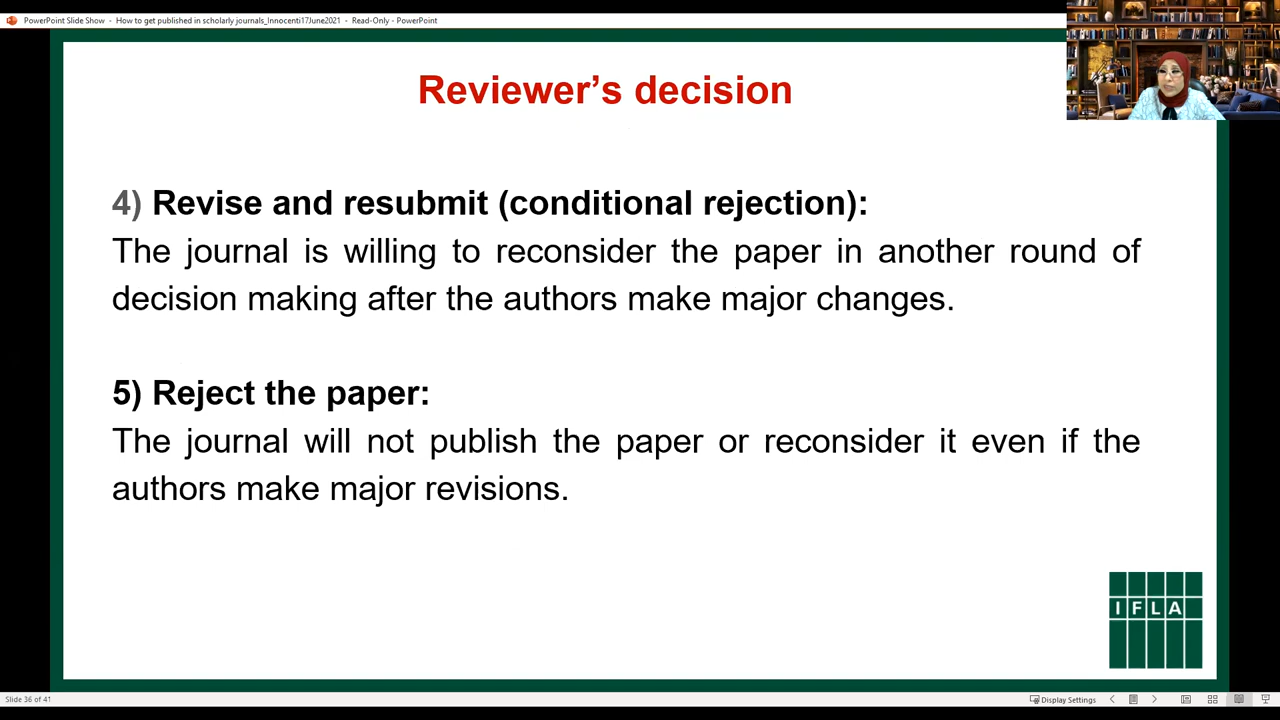 PowerPoint Slide Show - How to get published in scholarly journals_Innocenti17June2021 - Read-Only - PowerPoint
Reviewer's decision
4) Revise and resubmit (conditional rejection):
The journal is willing to reconsider the paper in another round of
decision making after the authors make major changes.
5) Reject the paper:
The journal will not publish the paper or reconsider it even if the
authors make major revisions.
IFLA
Slide 36 of 41
Display Settings